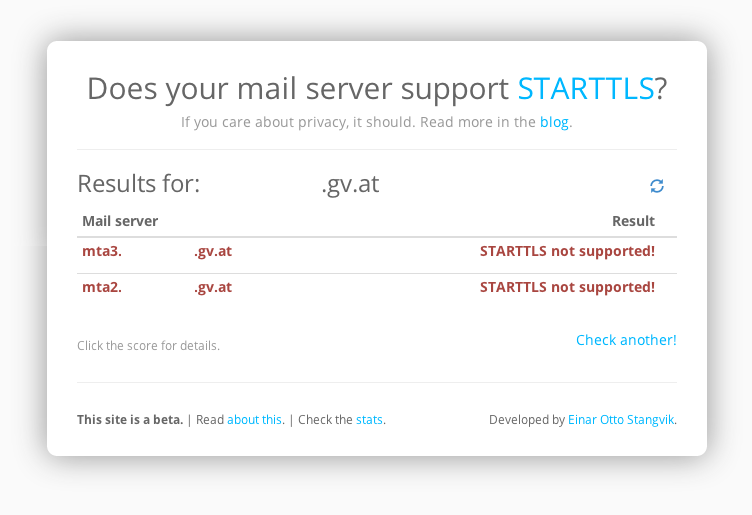 Does your mail server support STARTTLS?
If you care about privacy, it should. Read more in the blog.
Results for: .gv.at
Mail server Result
mta3. .gv.at STARTTLS not supported!
mta2. .gv.at STARTTLS not supported!
Click the score for details.
Check another!
This site is a beta. | Read about this. | Check the stats. Developed by Einar Otto Stangvik.